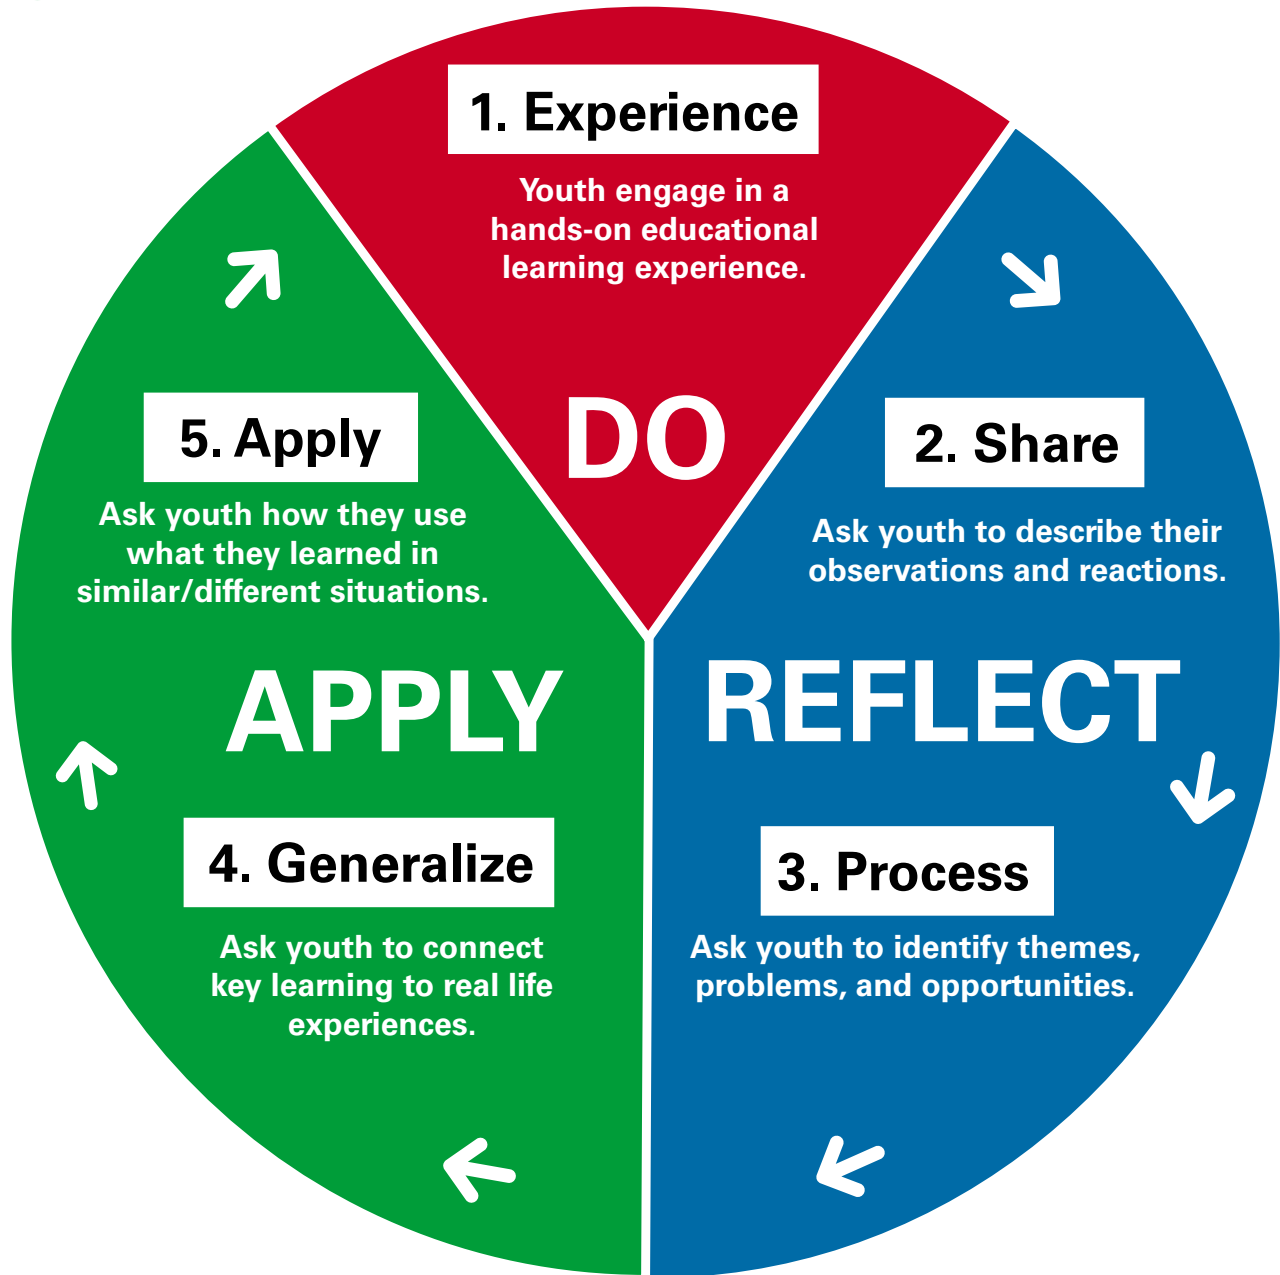 1. Experience
Youth engage in a
hands-on educational
learning experience.
DO
2. Share
Ask youth to describe their
observations and reactions.
REFLECT
3. Process
Ask youth to identify themes,
problems, and opportunities.
4. Generalize
Ask youth to connect
key learning to real life
experiences.
APPLY
5. Apply
Ask youth how they use
what they learned in
similar/different situations.